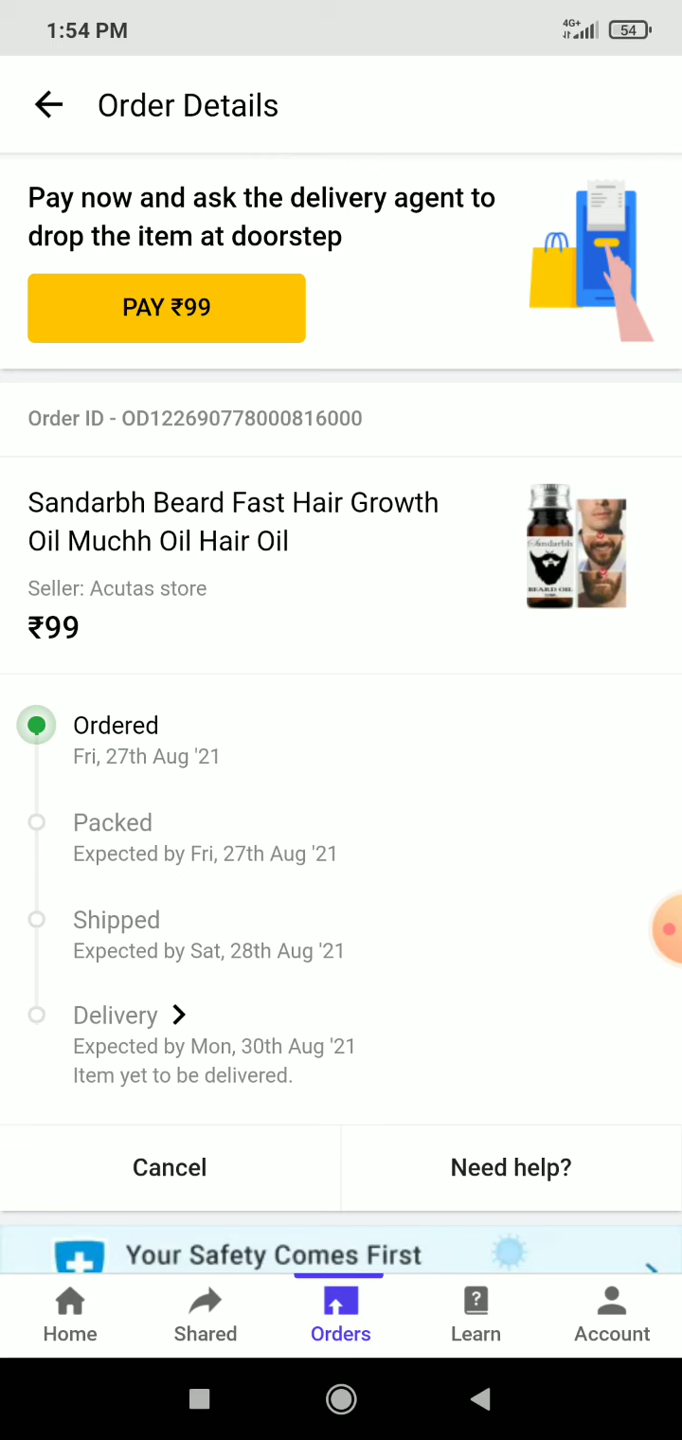 1:54 PM
4G+
54
Order Details
Pay now and ask the delivery agent to
drop the item at doorstep
PAY ₹99
Order ID - OD122690778000816000
Sandarbh Beard Fast Hair Growth
Oil Muchh Oil Hair Oil
Seller: Acutas store
₹99
Sandarbh
BEARD OIL
Ordered
Fri, 27th Aug '21
Packed
Expected by Fri, 27th Aug '21
Shipped
Expected by Sat, 28th Aug '21
Delivery
Expected by Mon, 30th Aug '21
Item yet to be delivered.
Cancel
Need help?
Your Safety Comes First
Home
Shared
Orders
Learn
Account